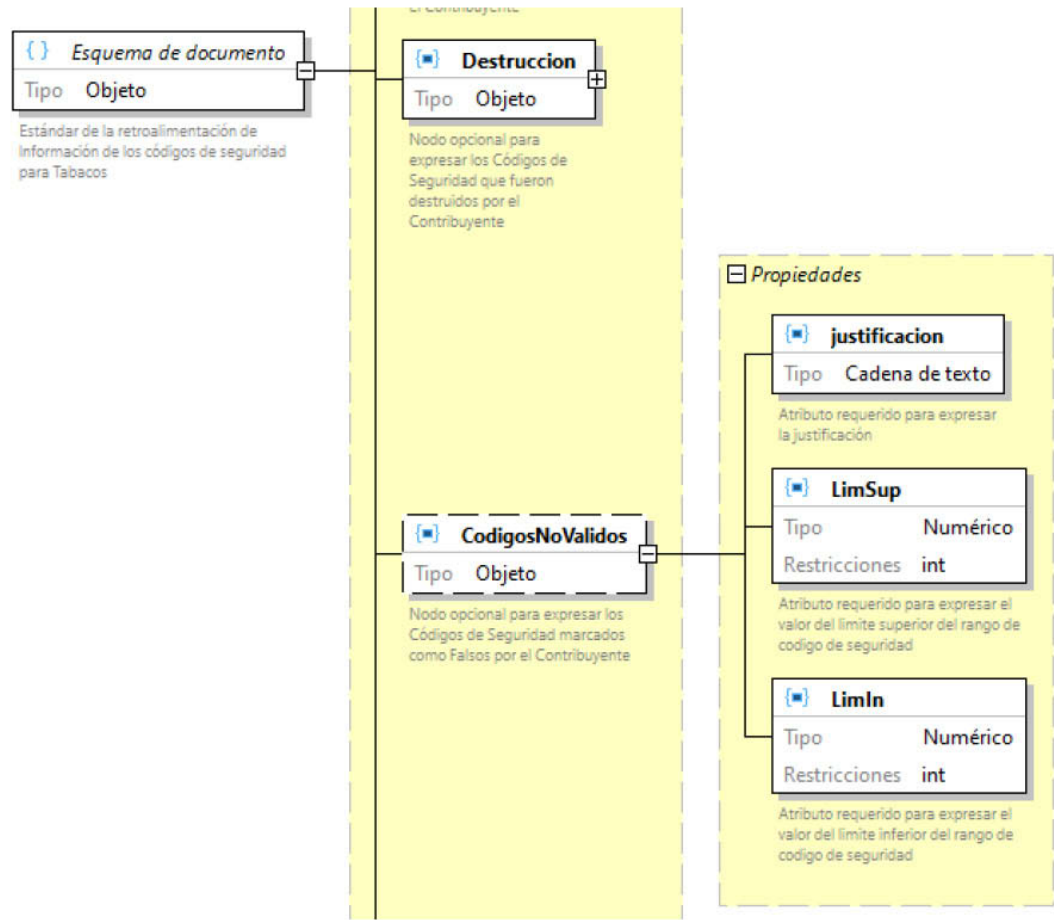 el Contribuyente
{ } Esquema de documento
Tipo Objeto
Estándar de la retroalimentación de
Información de los códigos de seguridad
para Tabacos
Destruccion
Tipo Objeto
Nodo opcional para
expresar los Códigos de
Seguridad que fueron
destruidos por el
Contribuyente
CodigosNoValidos
Tipo Objeto
Nodo opcional para expresar los
Códigos de Seguridad marcados
como Falsos por el Contribuyente
Propiedades
justificacion
Tipo Cadena de texto
Atributo requerido para expresar
la justificación
LimSup
Tipo Numérico
Restricciones int
Atributo requerido para expresar el
valor del limite superior del rango de
codigo de seguridad
LimIn
Tipo Numérico
Restricciones int
Atributo requerido para expresar el
valor del limite inferior del rango de
codigo de seguridad